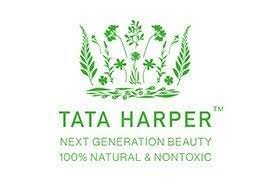 TATA HARPER™
NEXT GENERATION BEAUTY
100% NATURAL & NONTOXIC